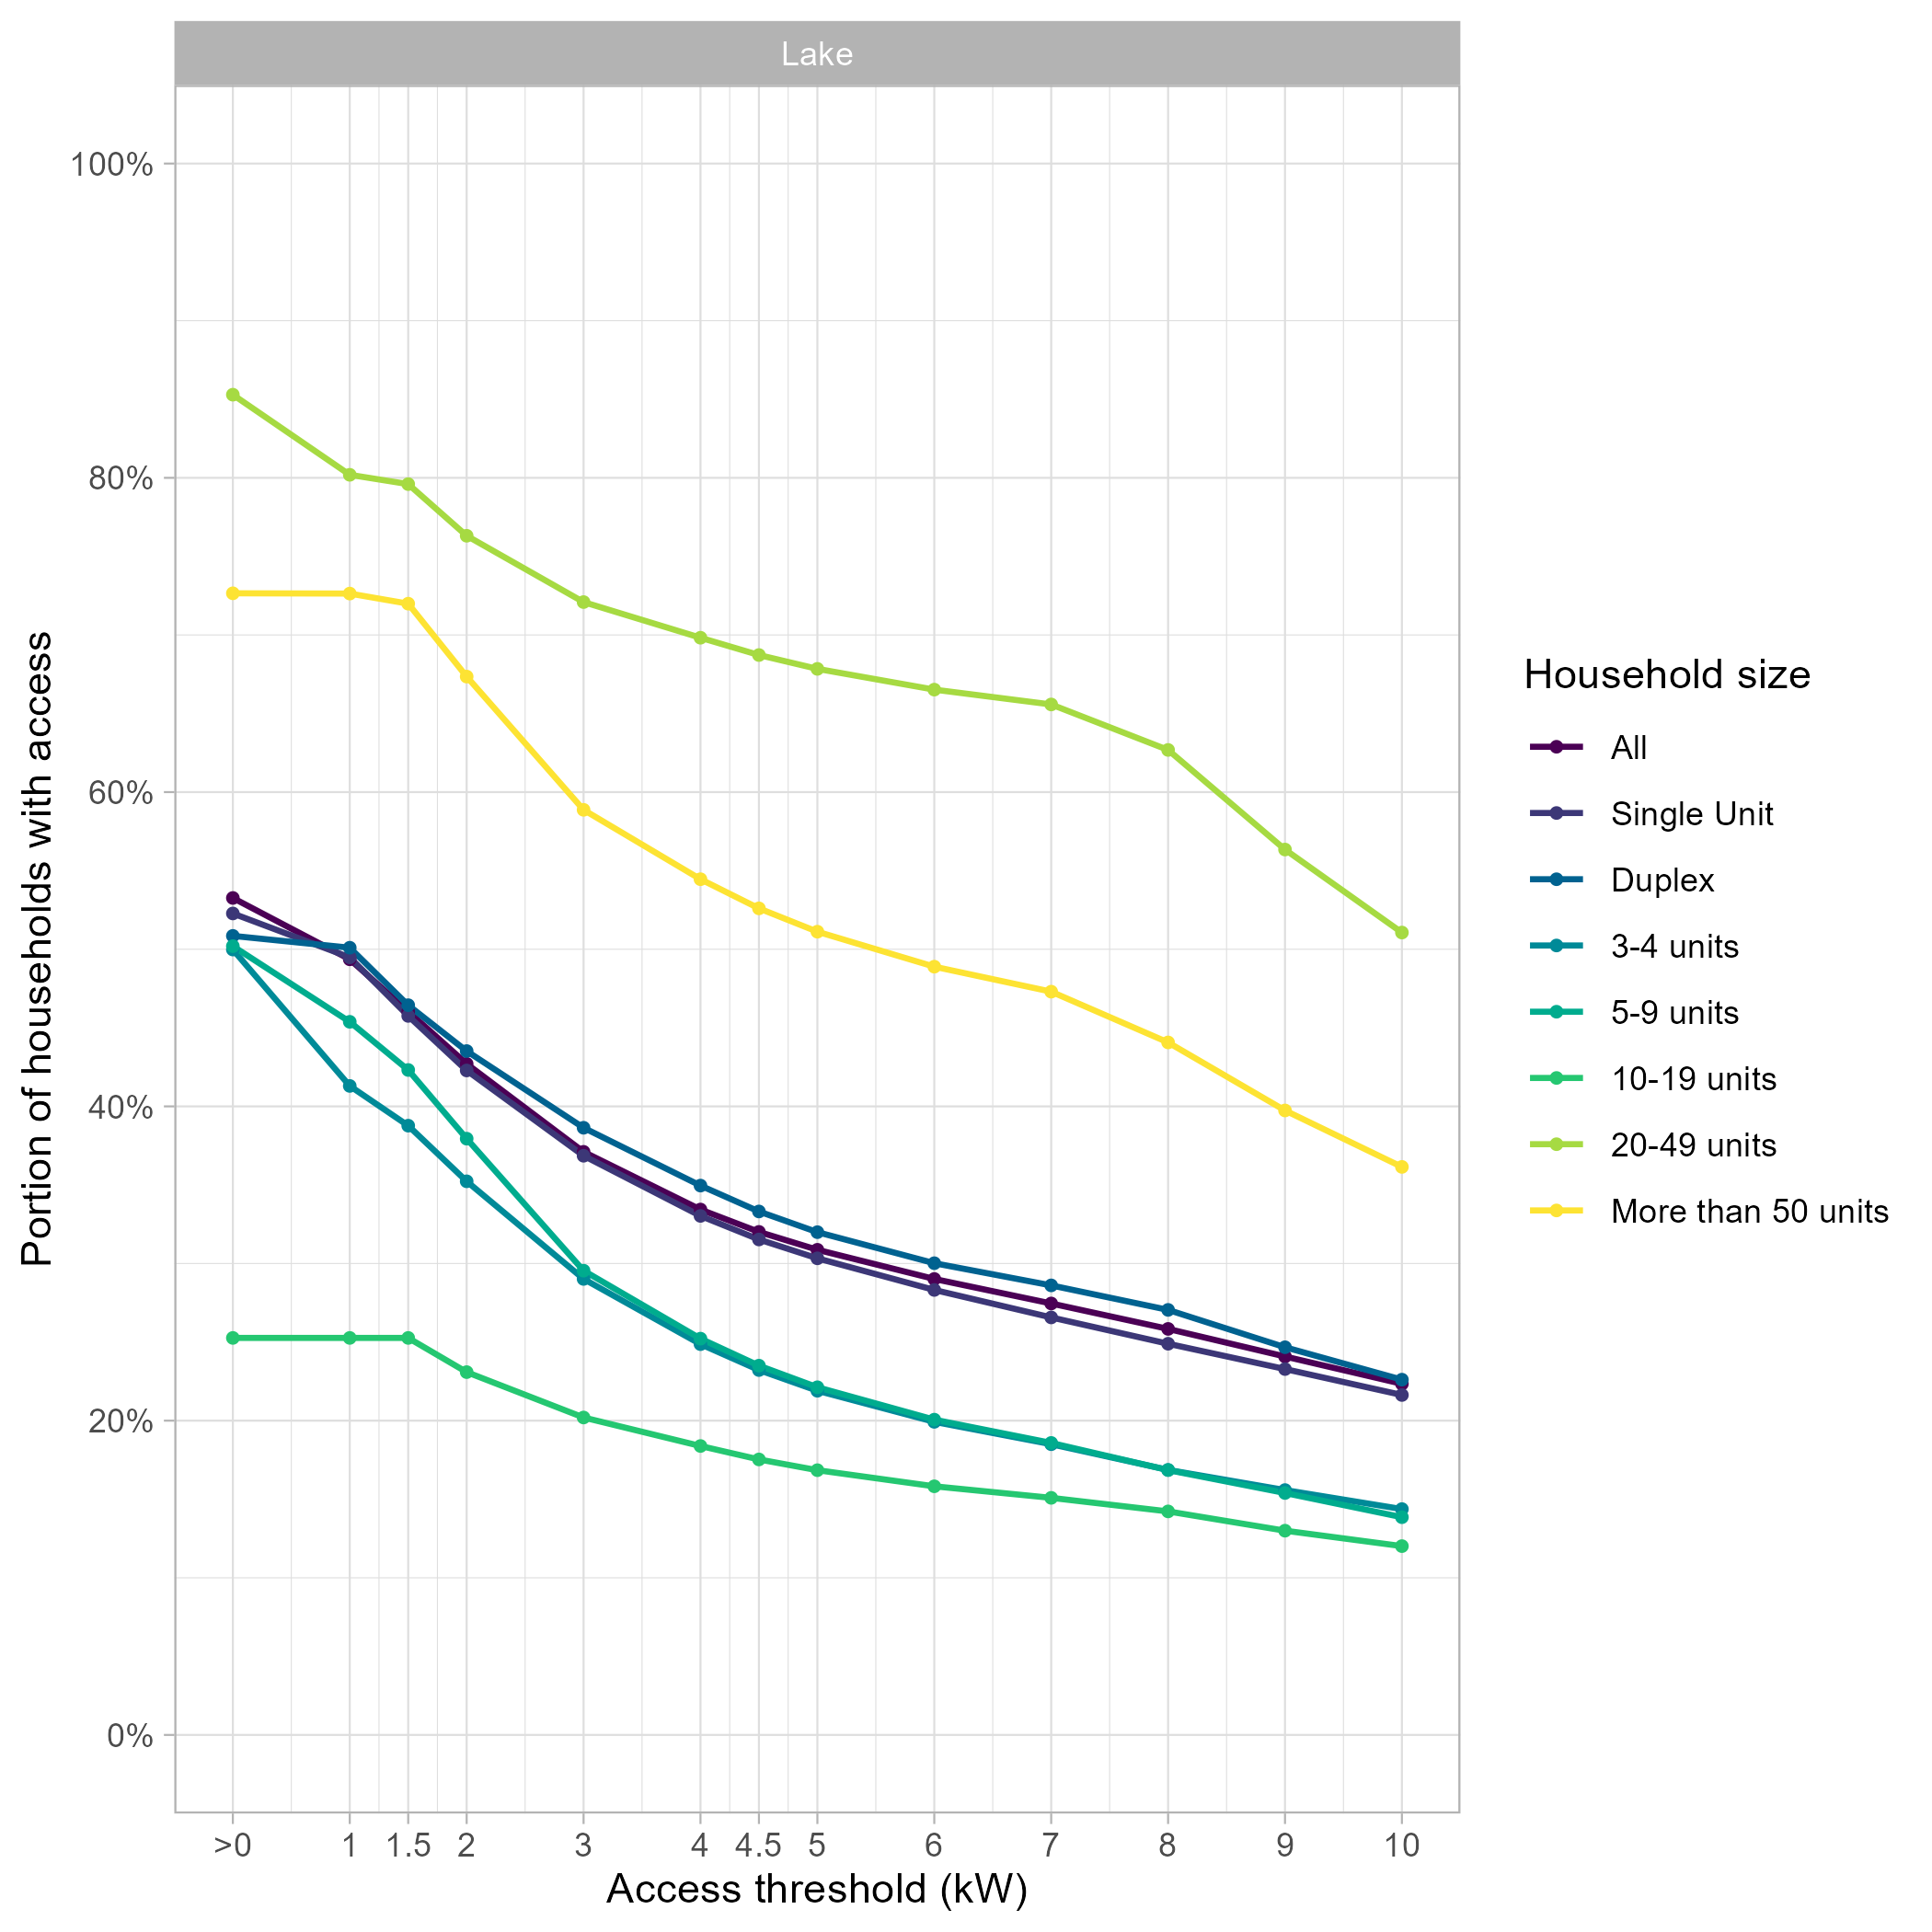 Lake
100%
80%
60%
40%
20%
0%
Portion of households with access
>0 1 1.5 2 3 4 4.5 5 6 7 8 9 10
Access threshold (kW)
Household size
All
Single Unit
Duplex
3-4 units
5-9 units
10-19 units
20-49 units
More than 50 units